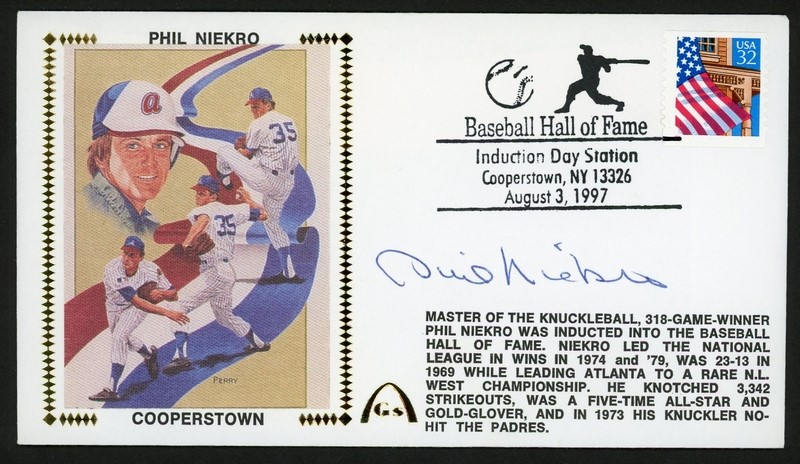 PHIL NIEKRO
a
35
35
PERRY
COOPERSTOWN
USA
32
Baseball Hall of Fame
Induction Day Station
Cooperstown, NY 13326
August 3, 1997
Phil Niekro
Gs
MASTER OF THE KNUCKLEBALL, 318-GAME-WINNER
PHIL NIEKRO WAS INDUCTED INTO THE BASEBALL
HALL OF FAME. NIEKRO LED THE NATIONAL
LEAGUE IN WINS IN 1974 and '79, WAS 23-13 IN
1969 WHILE LEADING ATLANTA TO A RARE N.L.
WEST CHAMPIONSHIP. HE KNOTCHED 3,342
STRIKEOUTS, WAS A FIVE-TIME ALL-STAR AND
GOLD-GLOVER, AND IN 1973 HIS KNUCKLER NO-
HIT THE PADRES.